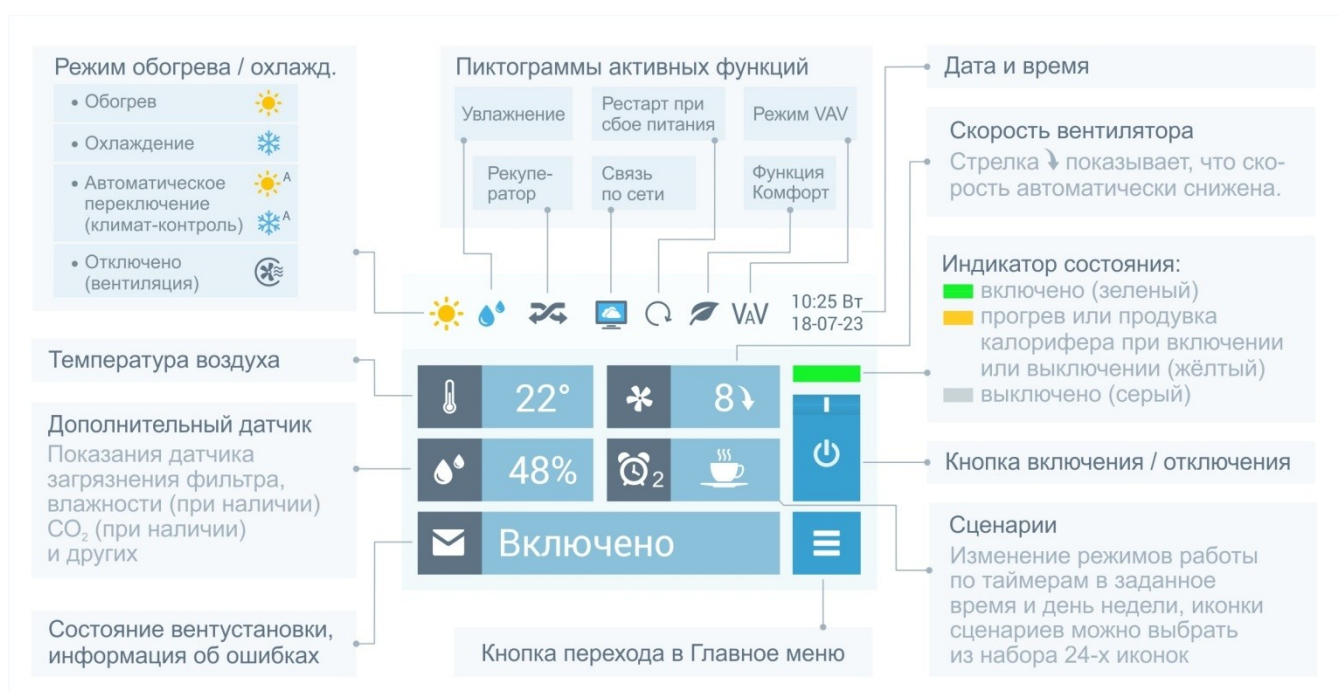 Режим обогрева / охлажд.
• Обогрев
• Охлаждение
• Автоматическое
переключение
(климат-контроль)
A
A
• Отключено
(вентиляция)
Пиктограммы активных функций
Увлажнение
Рестарт при
сбое питания
Режим VAV
Рекупе-
ратор
Связь
по сети
Функция
Комфорт
Дата и время
Скорость вентилятора
Стрелка показывает, что ско-
рость автоматически снижена.
Индикатор состояния:
включено (зеленый)
прогрев или продувка
калорифера при включении
или выключении (жёлтый)
выключено (серый)
VAV
10:25 Вт
18-07-23
Температура воздуха
22°
8
Дополнительный датчик
Показания датчика
загрязнения фильтра,
влажности (при наличии)
CO₂ (при наличии)
и других
48%
2
Кнопка включения / отключения
Включено
Сценарии
Изменение режимов работы
по таймерам в заданное
время и день недели, иконки
сценариев можно выбрать
из набора 24-х иконок
Состояние вентустановки,
информация об ошибках
Кнопка перехода в Главное меню